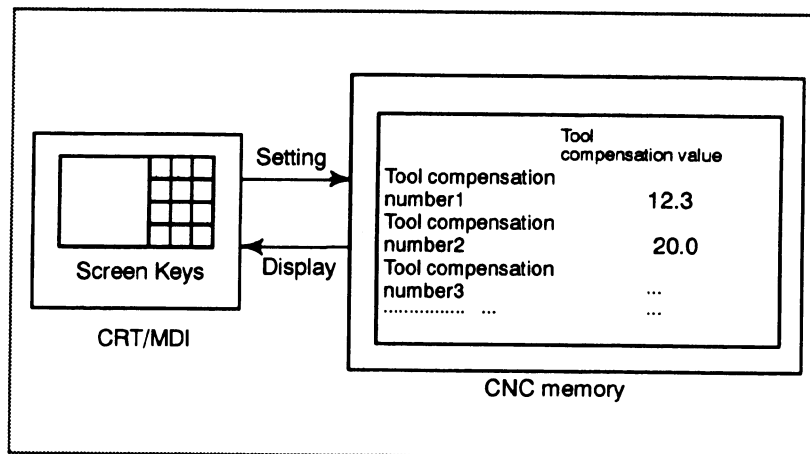 Setting
Display
Screen Keys
CRT/MDI
Tool
compensation value
Tool compensation
number1 12.3
Tool compensation
number2 20.0
Tool compensation
number3 ...
................ ... ...
CNC memory